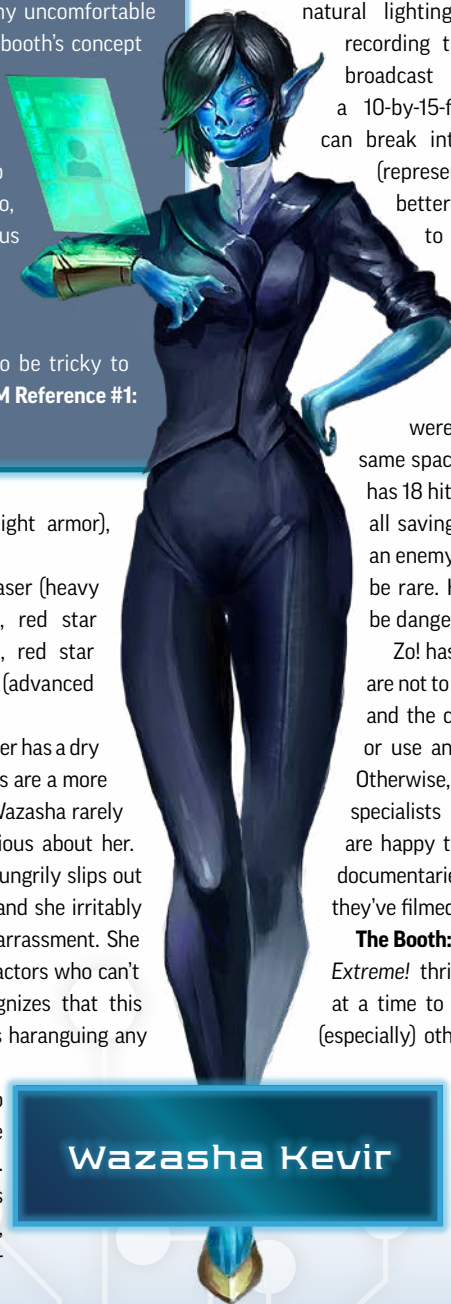 ny uncomfortable
booth’s concept
o
o,
us
o be tricky to
M Reference #1:
ight armor),
aser (heavy
, red star
, red star
(advanced
er has a dry
s are a more
Wazasha rarely
ious about her.
ungrily slips out
and she irritably
arrassment. She
actors who can’t
gnizes that this
s haranguing any
o
e
.
s
,
r
natural lighting
recording t
broadcast
a 10-by-15-f
can break int
(represe
better
to
were
same spac
has 18 hit
all saving
an enemy
be rare. H
be dange
Zo! has
are not to
and the c
or use an
Otherwise,
specialists
are happy t
documentarie
they’ve filmed
The Booth:
Extreme! thri
at a time to
(especially) oth
Wazasha Kevir